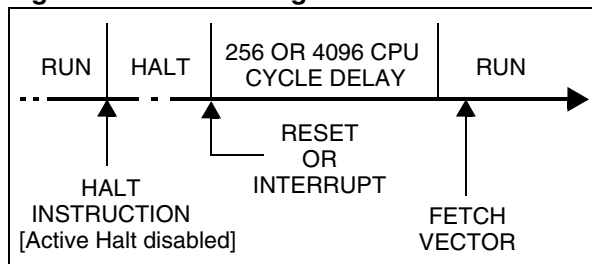 RUN
HALT
256 OR 4096 CPU
CYCLE DELAY
RUN
RESET
OR
INTERRUPT
HALT
INSTRUCTION
[Active Halt disabled]
FETCH
VECTOR